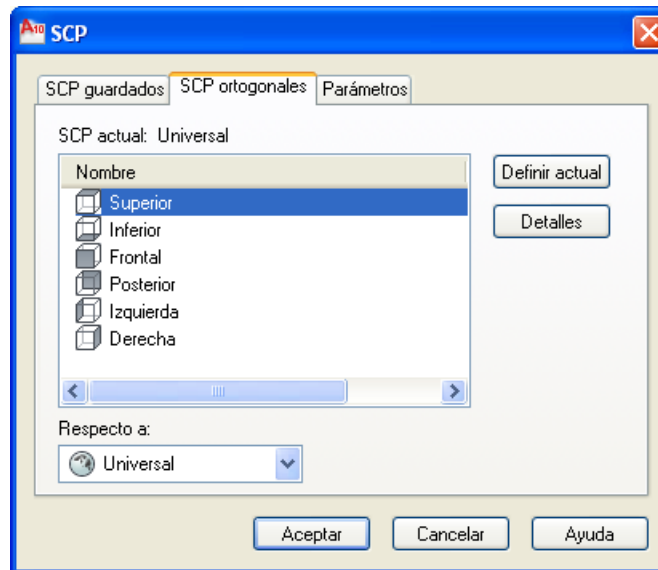 A10 SCP
SCP guardados SCP ortogonales Parámetros
SCP actual: Universal
Nombre
Definir actual
Superior
Detalles
Inferior
Frontal
Posterior
Izquierda
Derecha
Respecto a:
Universal
Aceptar Cancelar Ayuda